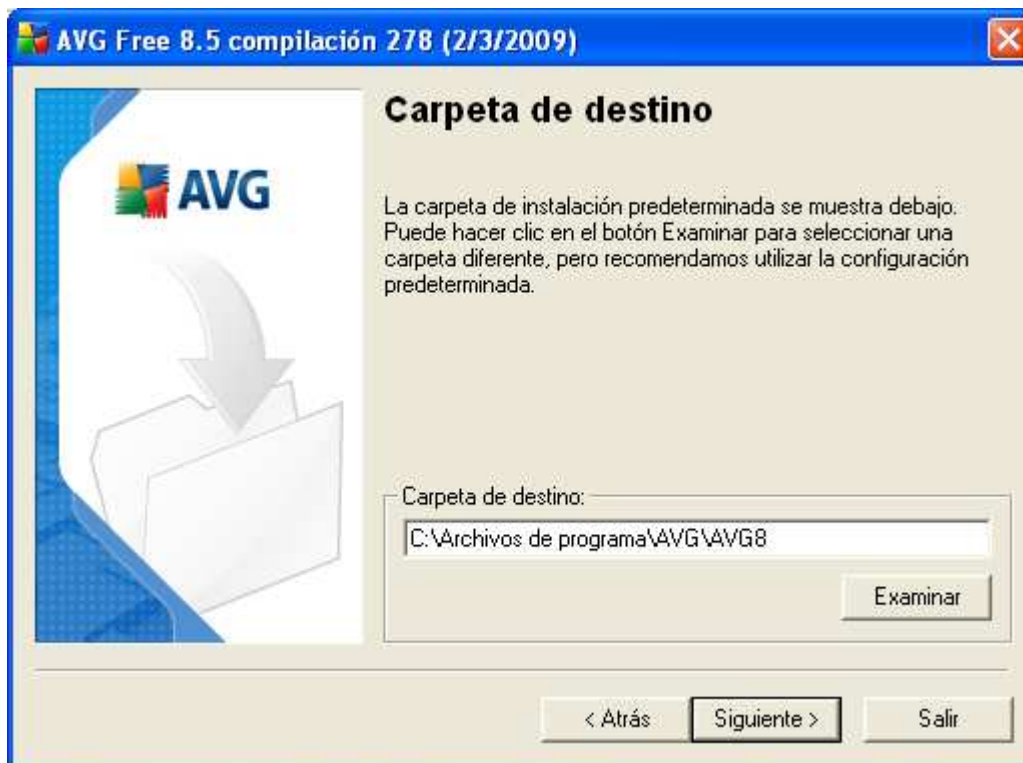 AVG Free 8.5 compilación 278 (2/3/2009)
AVG
Carpeta de destino
La carpeta de instalación predeterminada se muestra debajo.
Puede hacer clic en el botón Examinar para seleccionar una
carpeta diferente, pero recomendamos utilizar la configuración
predeterminada.
Carpeta de destino:
C:\Archivos de programa\AVG\AVG8
Examinar
< Atrás
Siguiente >
Salir